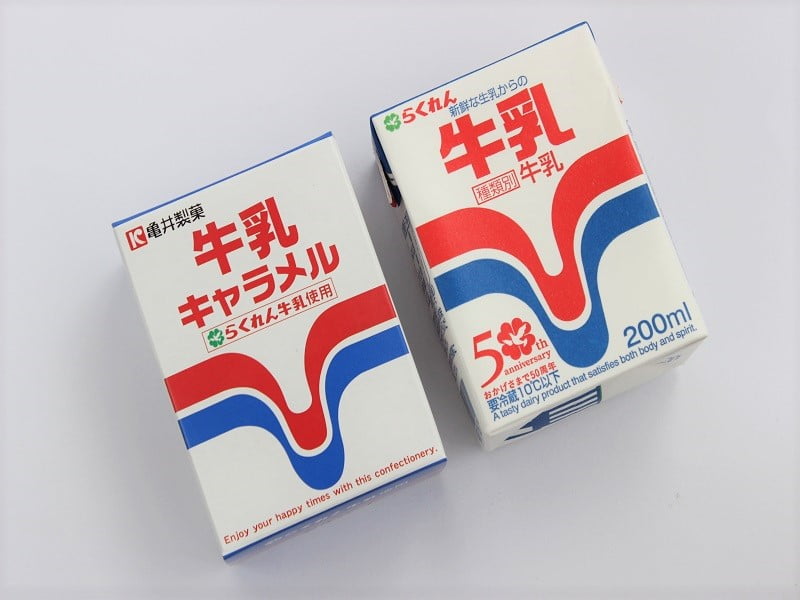 亀井製菓
牛乳
キャラメル
らくれん牛乳使用
Enjoy your happy times with this confectionery.
らくれん
新鮮な生乳からの
牛乳
種類別 牛乳
50th
anniversary
おかげさまで50周年
200ml
要冷蔵10℃以下
A tasty dairy product that satisfies both body and spirit.